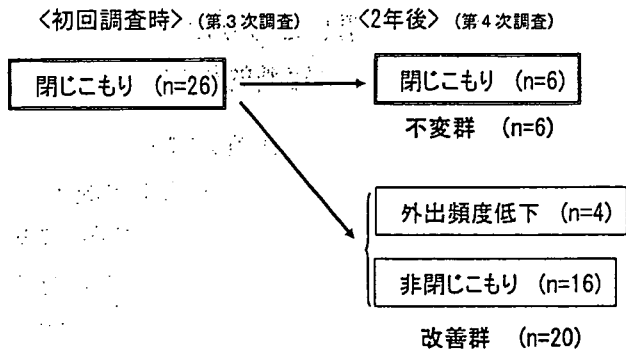 ＜初回調査時＞ (第3次調査) ＜2年後＞ (第4次調査)
閉じこもり (n=26)
閉じこもり (n=6)
不変群 (n=6)
外出頻度低下 (n=4)
非閉じこもり (n=16)
改善群 (n=20)